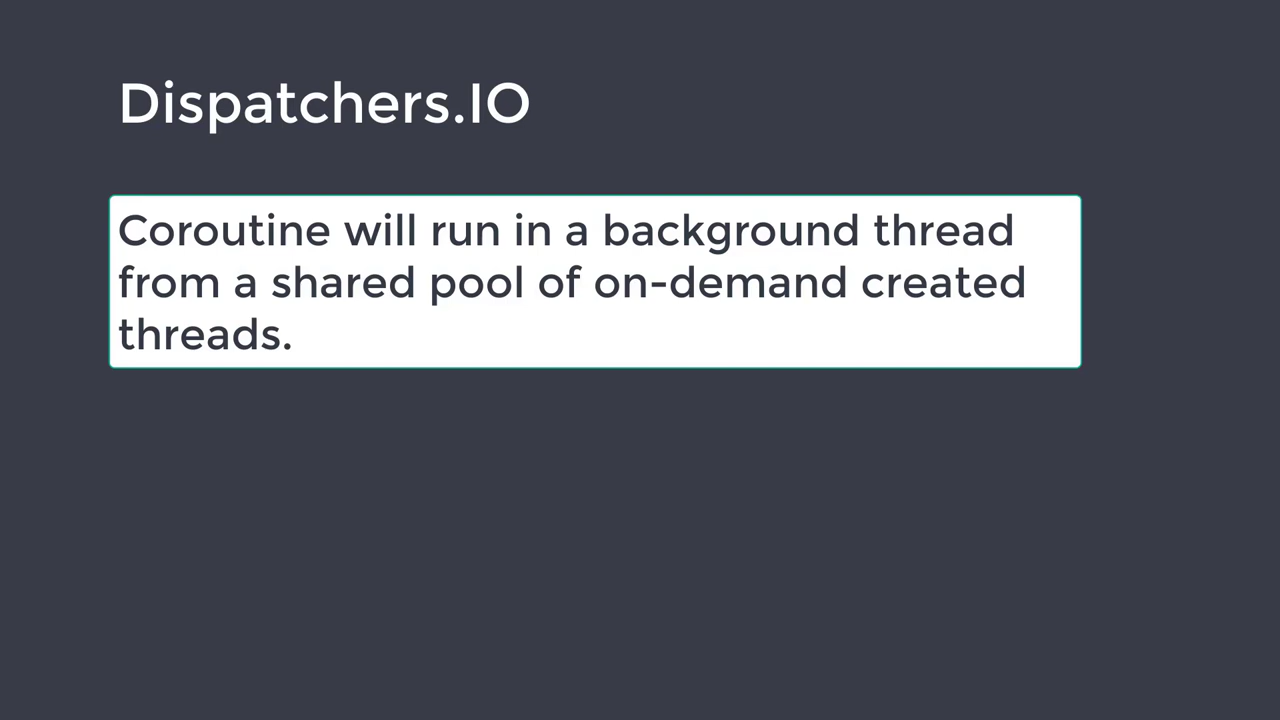 Dispatchers.IO
Coroutine will run in a background thread
from a shared pool of on-demand created
threads.